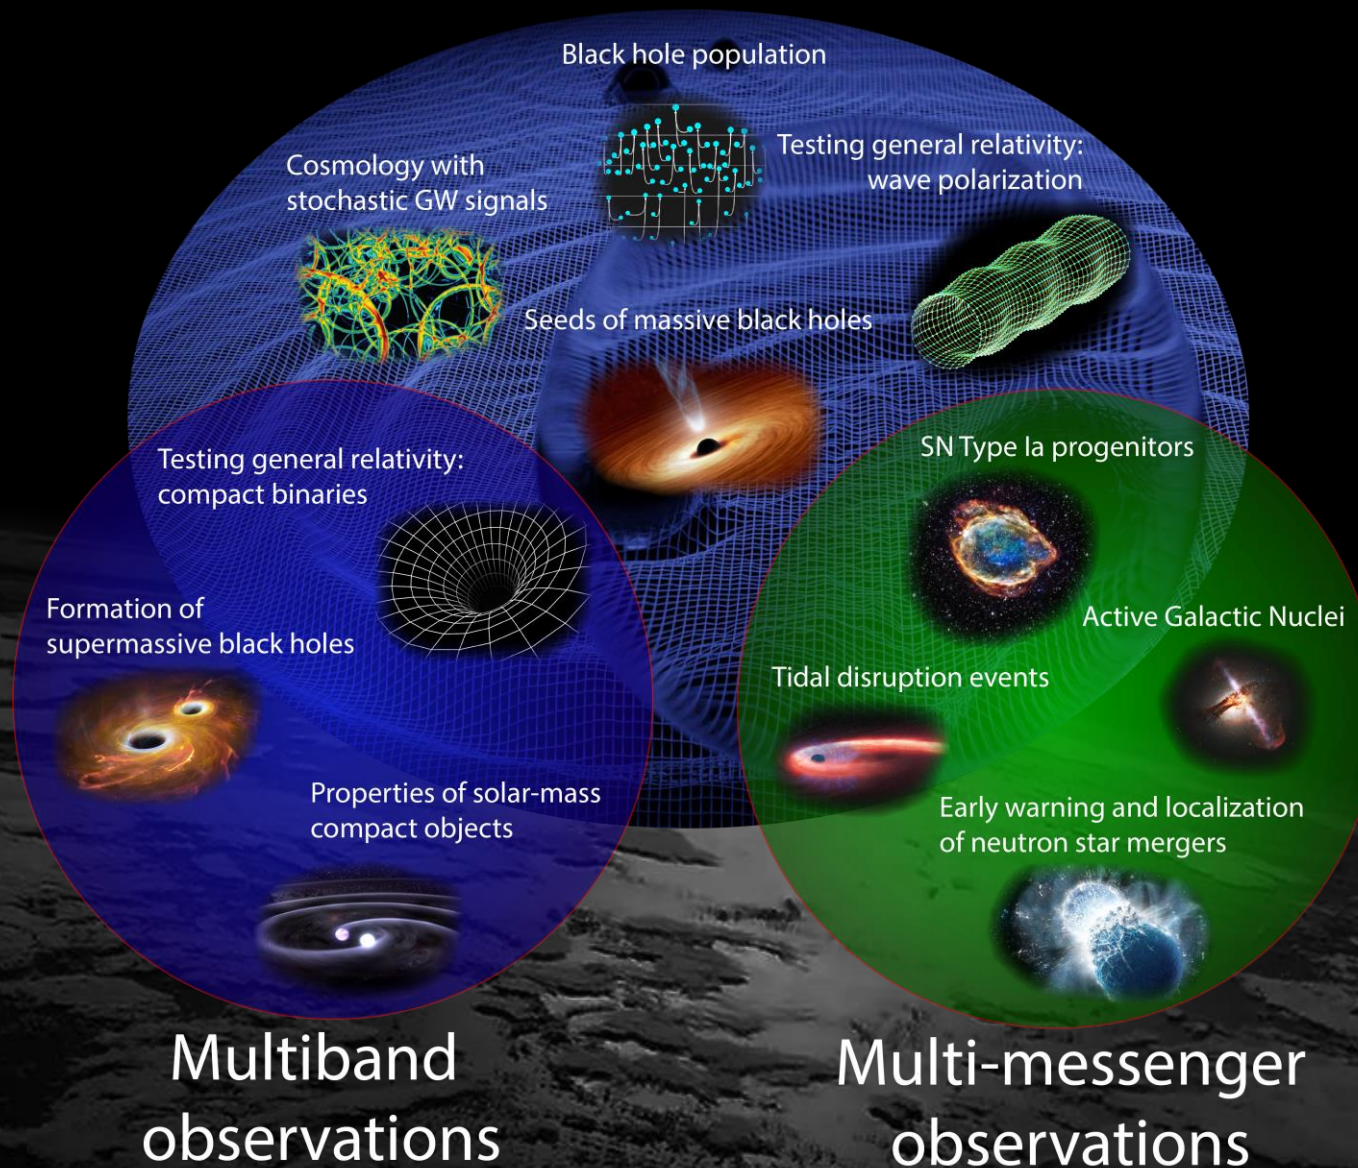 Black hole population
Cosmology with
stochastic GW signals
Testing general relativity:
wave polarization
Seeds of massive black holes
Testing general relativity:
compact binaries
Formation of
supermassive black holes
Properties of solar-mass
compact objects
SN Type Ia progenitors
Active Galactic Nuclei
Tidal disruption events
Early warning and localization
of neutron star mergers
Multiband
observations
Multi-messenger
observations